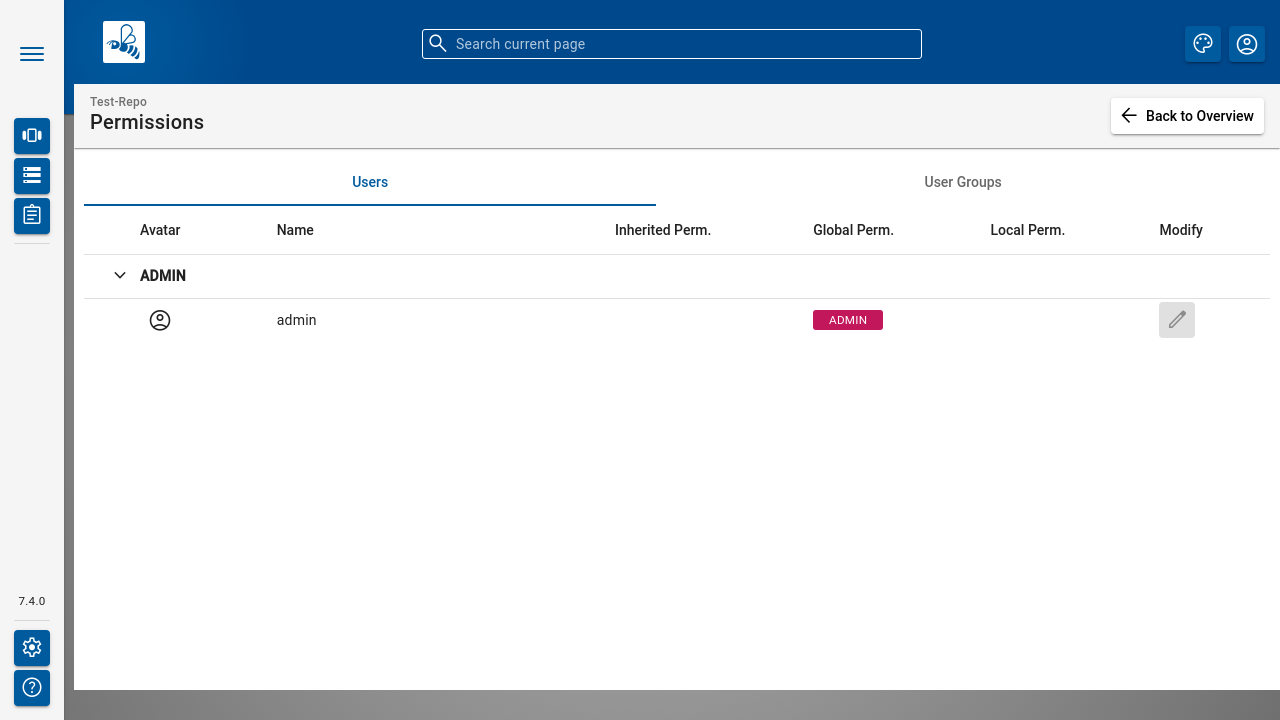 Search current page
Test-Repo
Permissions
Back to Overview
Users
User Groups
Avatar Name Inherited Perm. Global Perm. Local Perm. Modify
ADMIN
admin ADMIN
7.4.0